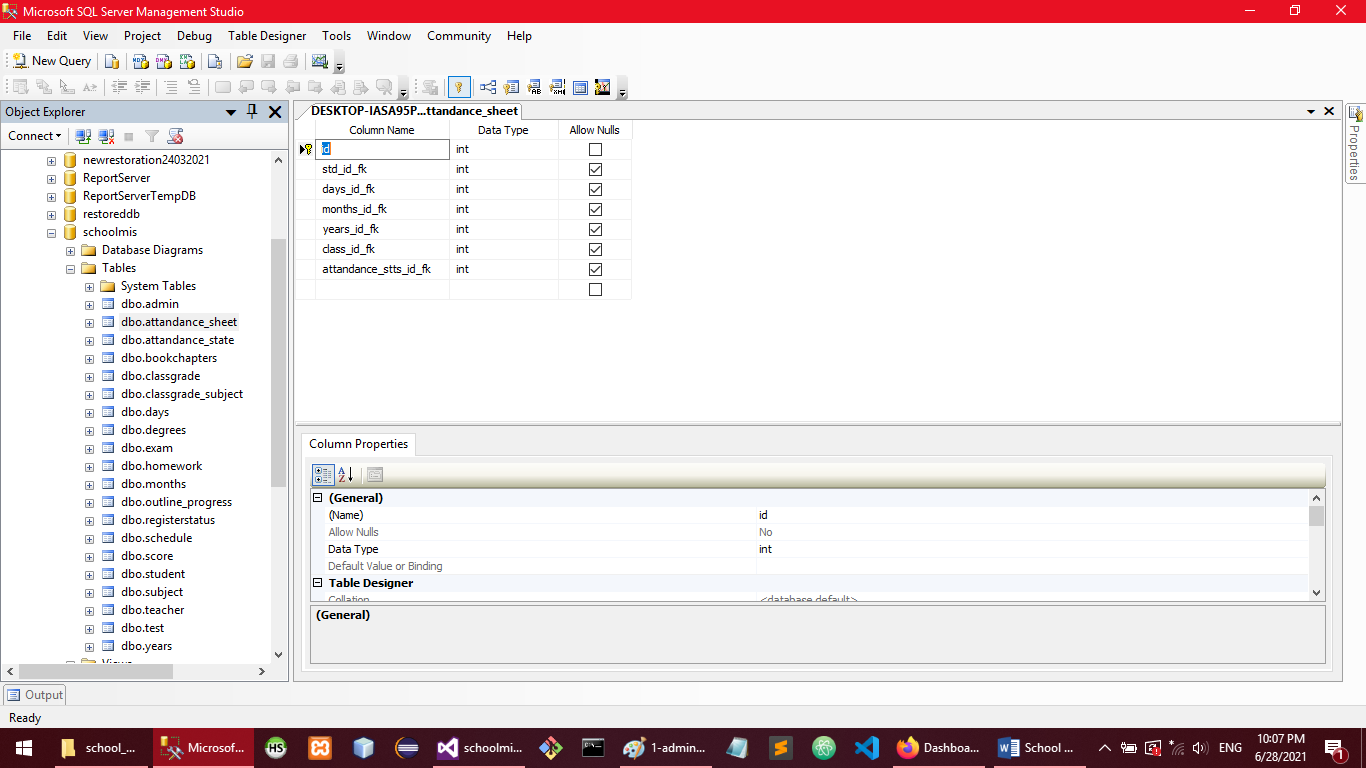 Microsoft SQL Server Management Studio
File Edit View Project Debug Table Designer Tools Window Community Help
New Query
Object Explorer
Connect
newrestoration24032021
ReportServer
ReportServerTempDB
restoreddb
schoolmis
Database Diagrams
Tables
System Tables
dbo.admin
dbo.attandance_sheet
dbo.attandance_state
dbo.bookchapters
dbo.classgrade
dbo.classgrade_subject
dbo.days
dbo.degrees
dbo.exam
dbo.homework
dbo.months
dbo.outline_progress
dbo.registerstatus
dbo.schedule
dbo.score
dbo.student
dbo.subject
dbo.teacher
dbo.test
dbo.years
Views
DESKTOP-IASA95P...ttandance_sheet
Column Name Data Type Allow Nulls
id int
std_id_fk int
days_id_fk int
months_id_fk int
years_id_fk int
class_id_fk int
attandance_stts_id_fk int
Column Properties
(General)
(Name) id
Allow Nulls No
Data Type int
Default Value or Binding
Table Designer
Collation <database default>
(General)
Properties
Output
Ready
school_... Microsof... HS schoolmi... 1-admin... Dashboa... School ... ENG 10:07 PM
6/28/2021 1